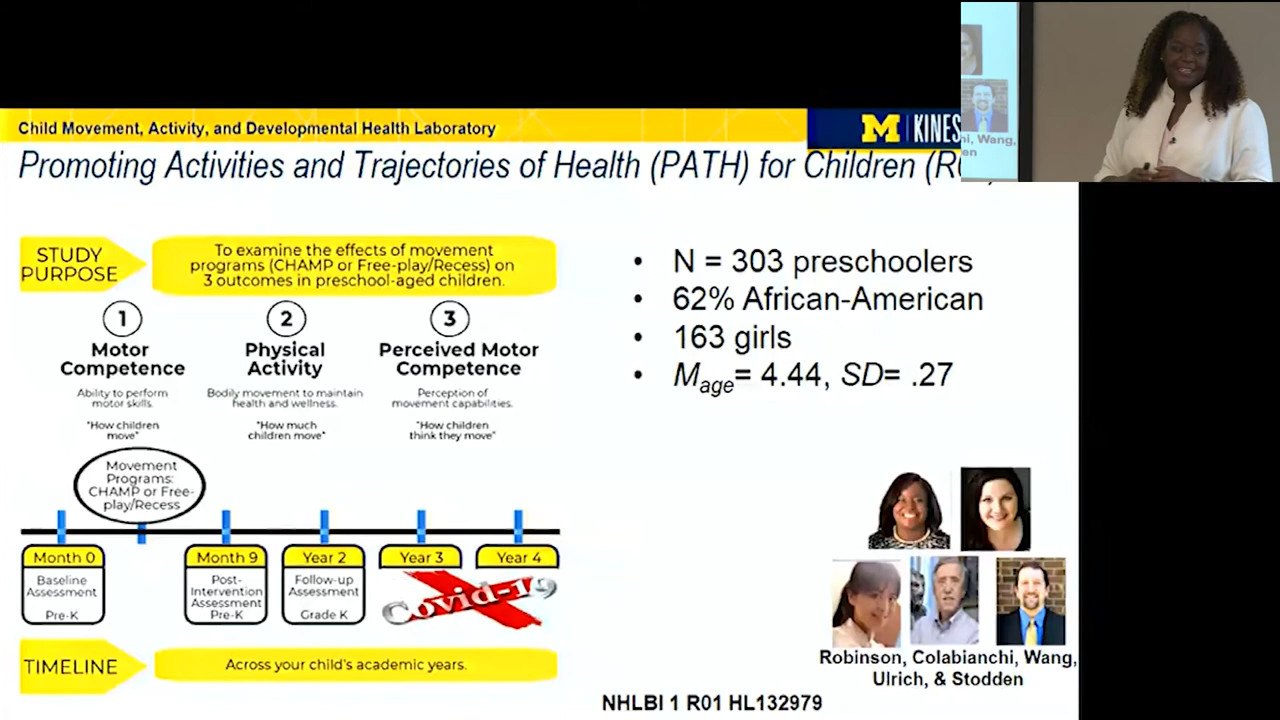 Child Movement, Activity, and Developmental Health Laboratory
M | KINES
Promoting Activities and Trajectories of Health (PATH) for Children
STUDY
PURPOSE
To examine the effects of movement
programs (CHAMP or Free-play/Recess) on
3 outcomes in preschool-aged children.
1
Motor
Competence
Ability to perform
motor skills.
"How children
move"
2
Physical
Activity
Bodily movement to maintain
health and wellness.
"How much
children move"
3
Perceived Motor
Competence
Perception of
movement capabilities.
"How children
think they move"
Movement
Programs:
CHAMP or Free-
play/Recess
Month 0
Baseline
Assessment
Pre-K
Month 9
Post-
Intervention
Assessment
Pre-K
Year 2
Follow-up
Assessment
Grade K
Year 3
Year 4
Covid-19
TIMELINE
Across your child's academic years.
• N = 303 preschoolers
• 62% African-American
• 163 girls
• Mage= 4.44, SD= .27
Robinson, Colabianchi, Wang,
Ulrich, & Stodden
NHLBI 1 R01 HL132979
hi, Wang,
en